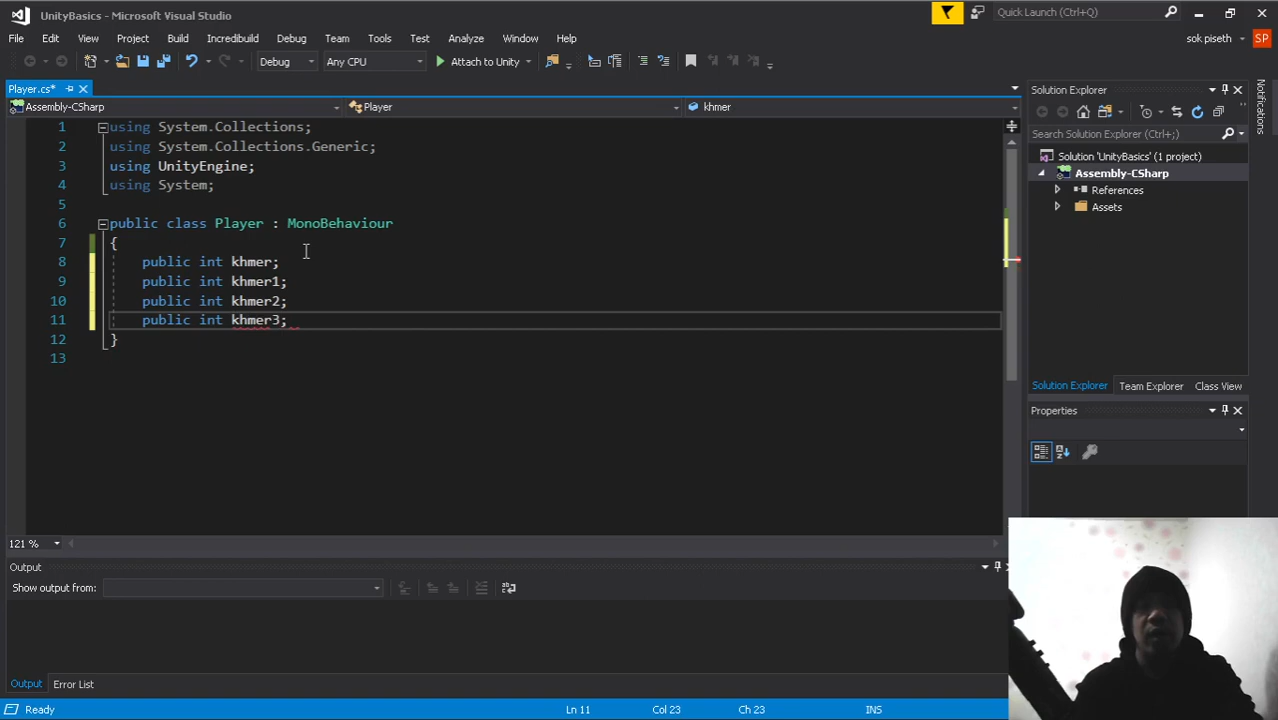 UnityBasics - Microsoft Visual Studio
Quick Launch (Ctrl+Q)
File Edit View Project Build Incredibuild Debug Team Tools Test Analyze Window Help
sok piseth SP
Debug Any CPU Attach to Unity
Player.cs*
Assembly-CSharp Player khmer
1 using System.Collections;
2 using System.Collections.Generic;
3 using UnityEngine;
4 using System;
5
6 public class Player : MonoBehaviour
7 {
8 public int khmer;
9 public int khmer1;
10 public int khmer2;
11 public int khmer3;
12 }
13
121 %
Output
Show output from:
Output Error List
Ready Ln 11 Col 23 Ch 23 INS
Solution Explorer
Search Solution Explorer (Ctrl+;)
Solution 'UnityBasics' (1 project)
Assembly-CSharp
References
Assets
Solution Explorer Team Explorer Class View
Properties
Notifications